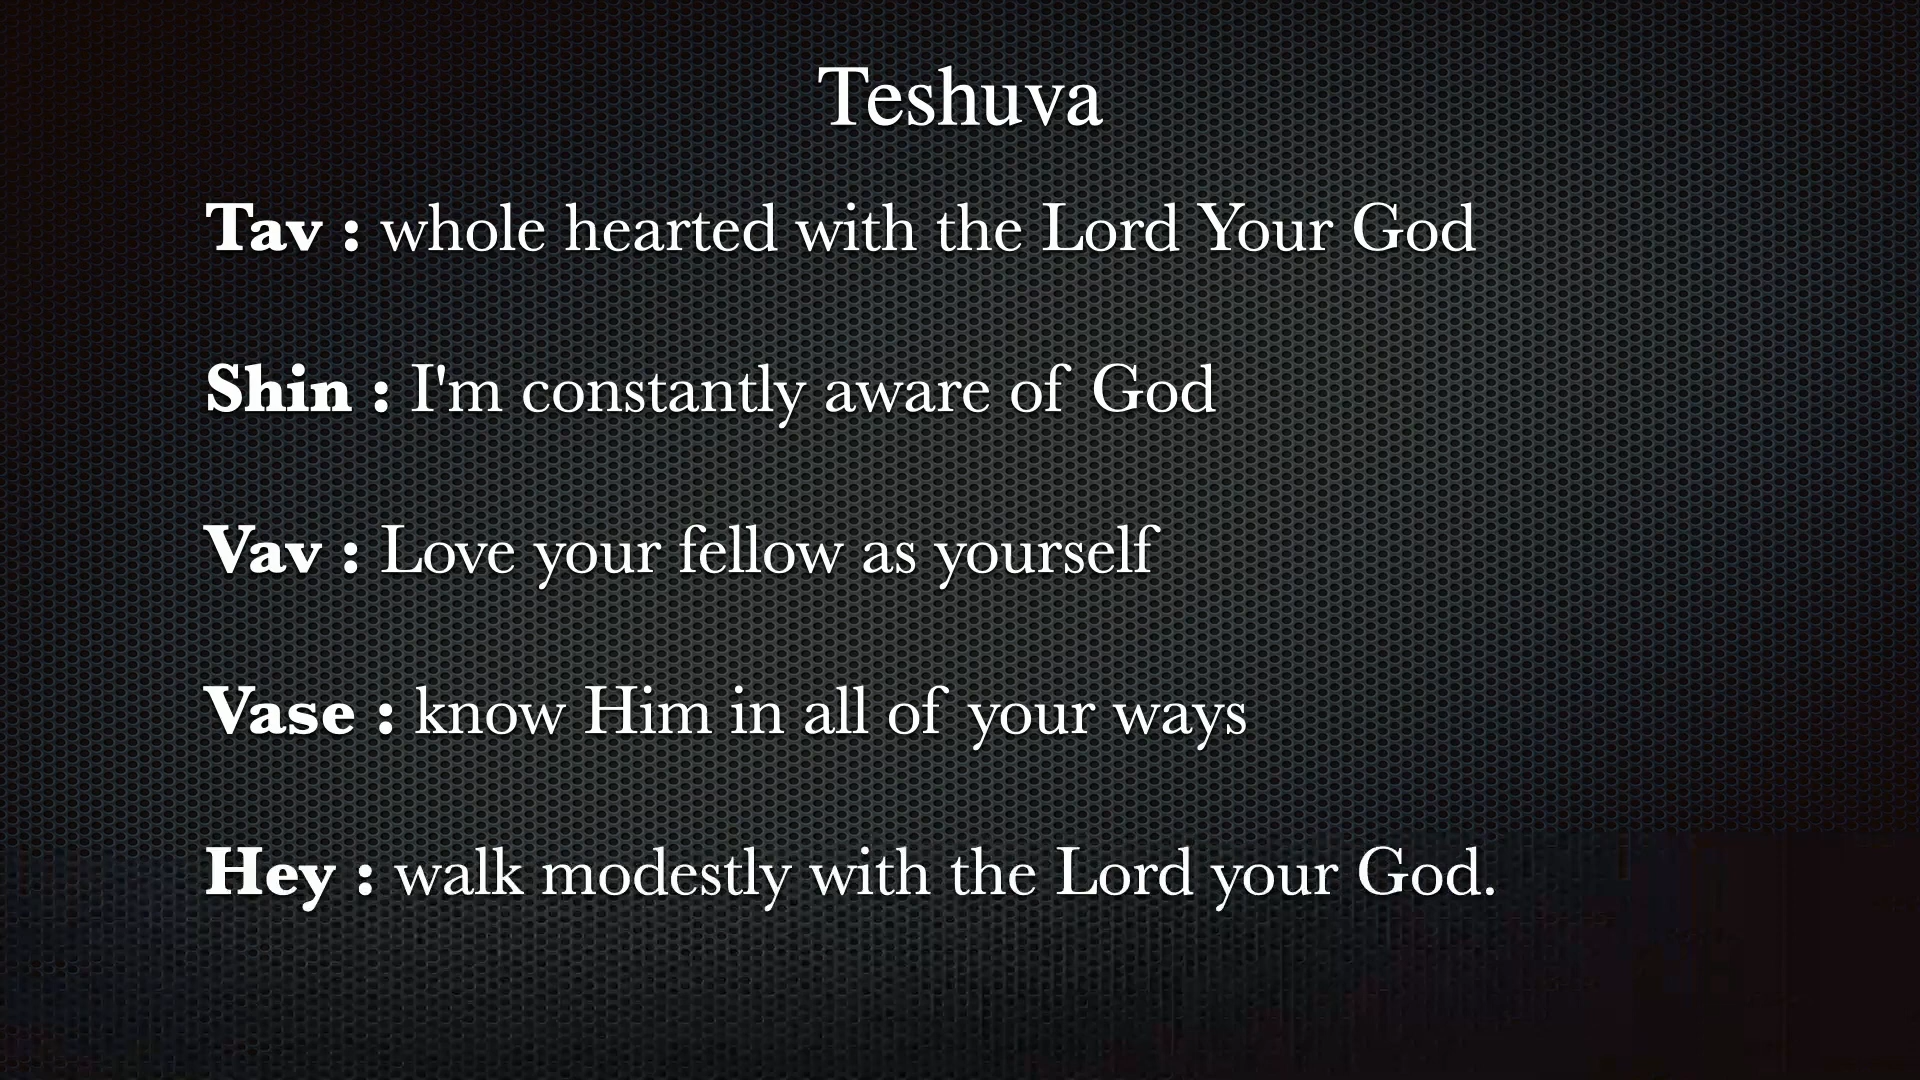 Teshuva
Tav : whole hearted with the Lord Your God
Shin : I'm constantly aware of God
Vav : Love your fellow as yourself
Vase : know Him in all of your ways
Hey : walk modestly with the Lord your God.